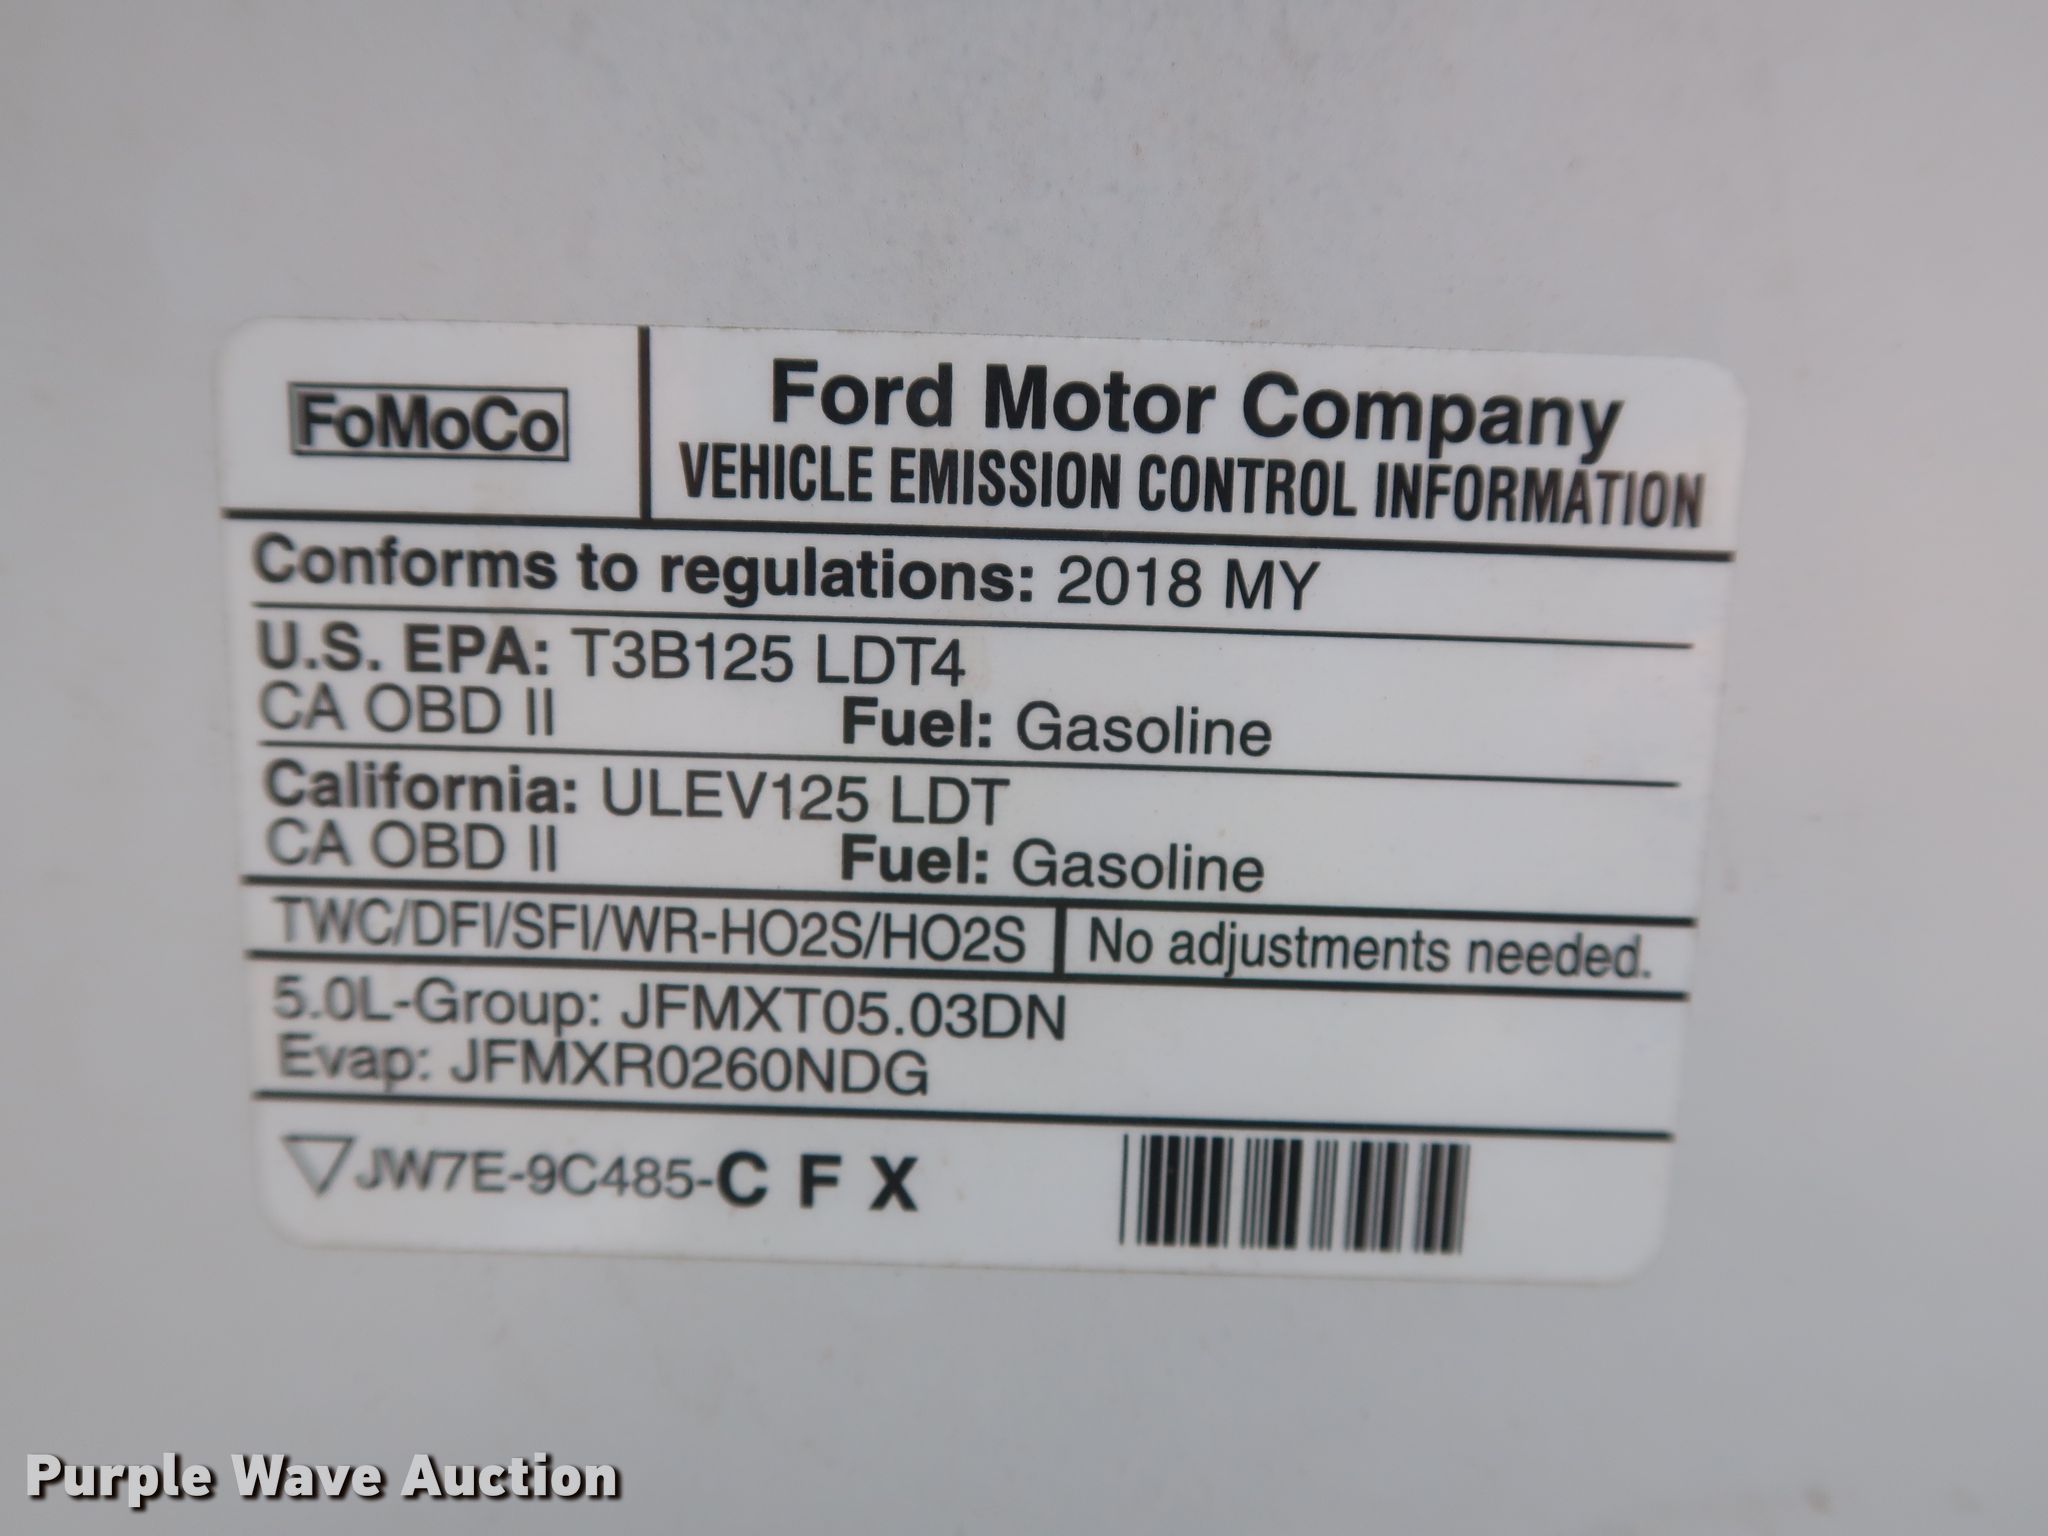 FoMoCo
Ford Motor Company
VEHICLE EMISSION CONTROL INFORMATION
Conforms to regulations: 2018 MY
U.S. EPA: T3B125 LDT4
CA OBD II Fuel: Gasoline
California: ULEV125 LDT
CA OBD II Fuel: Gasoline
TWC/DFI/SFI/WR-HO2S/HO2S No adjustments needed.
5.0L-Group: JFMXT05.03DN
Evap: JFMXR0260NDG
JW7E-9C485-C F X
Purple Wave Auction